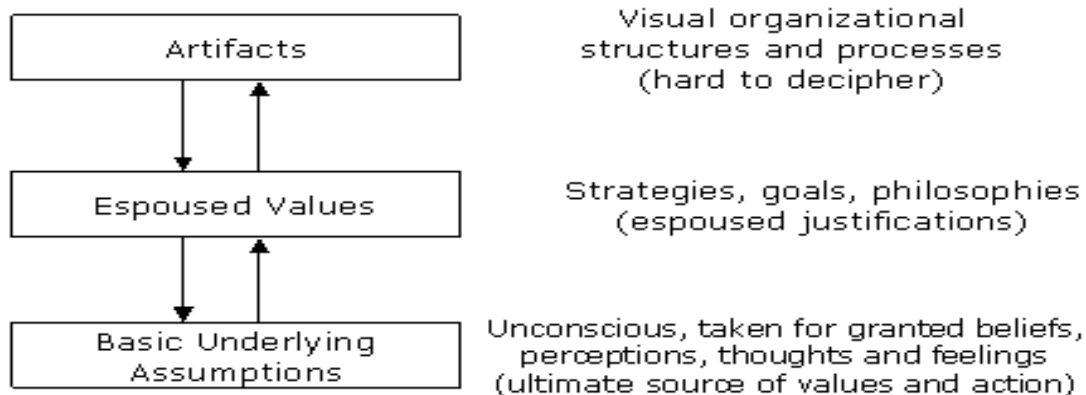 Artifacts
Visual organizational
structures and processes
(hard to decipher)
Espoused Values
Strategies, goals, philosophies
(espoused justifications)
Basic Underlying
Assumptions
Unconscious, taken for granted beliefs,
perceptions, thoughts and feelings
(ultimate source of values and action)